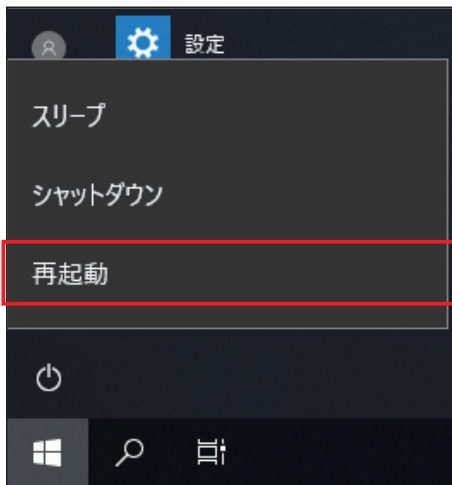 設定
スリープ
シャットダウン
再起動